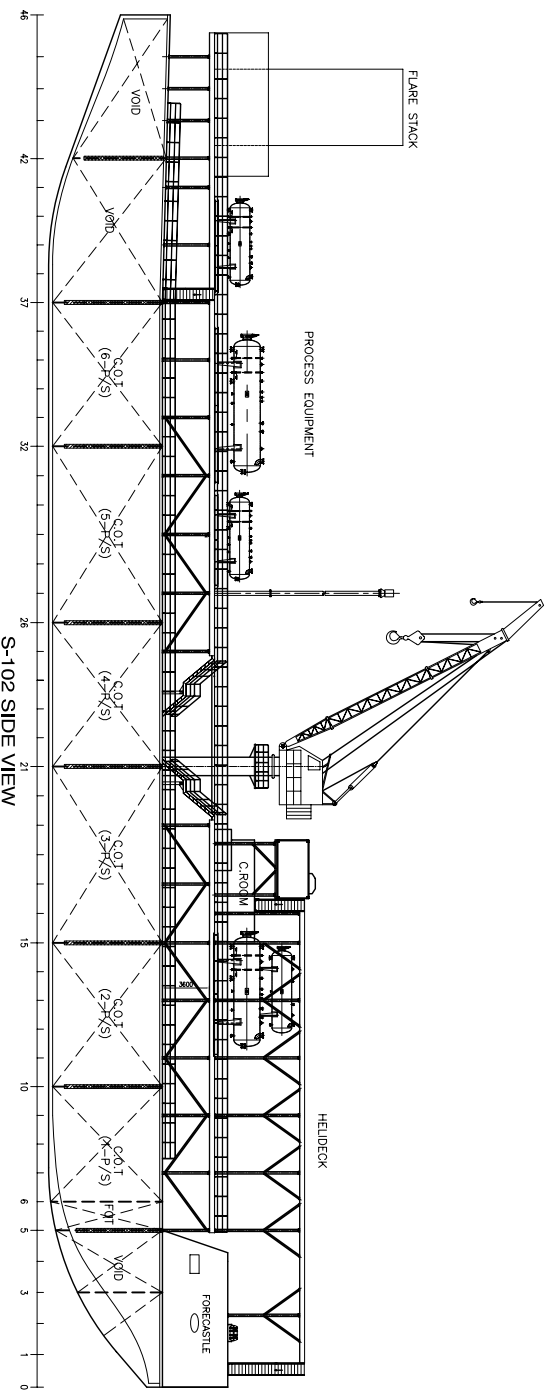 FLARE STACK
HELIDECK
PROCESS EQUIPMENT
C.ROOM
FORECASTLE
3600
VOID
VOID
C.O.T
(6-P/S)
C.O.T
(5-P/S)
C.O.T
(4-P/S)
C.O.T
(3-P/S)
C.O.T
(2-P/S)
C.O.T
(1-P/S)
FOT
VOID
46 42 37 32 26 21 15 10 6 5 3 1 0
S-102 SIDE VIEW